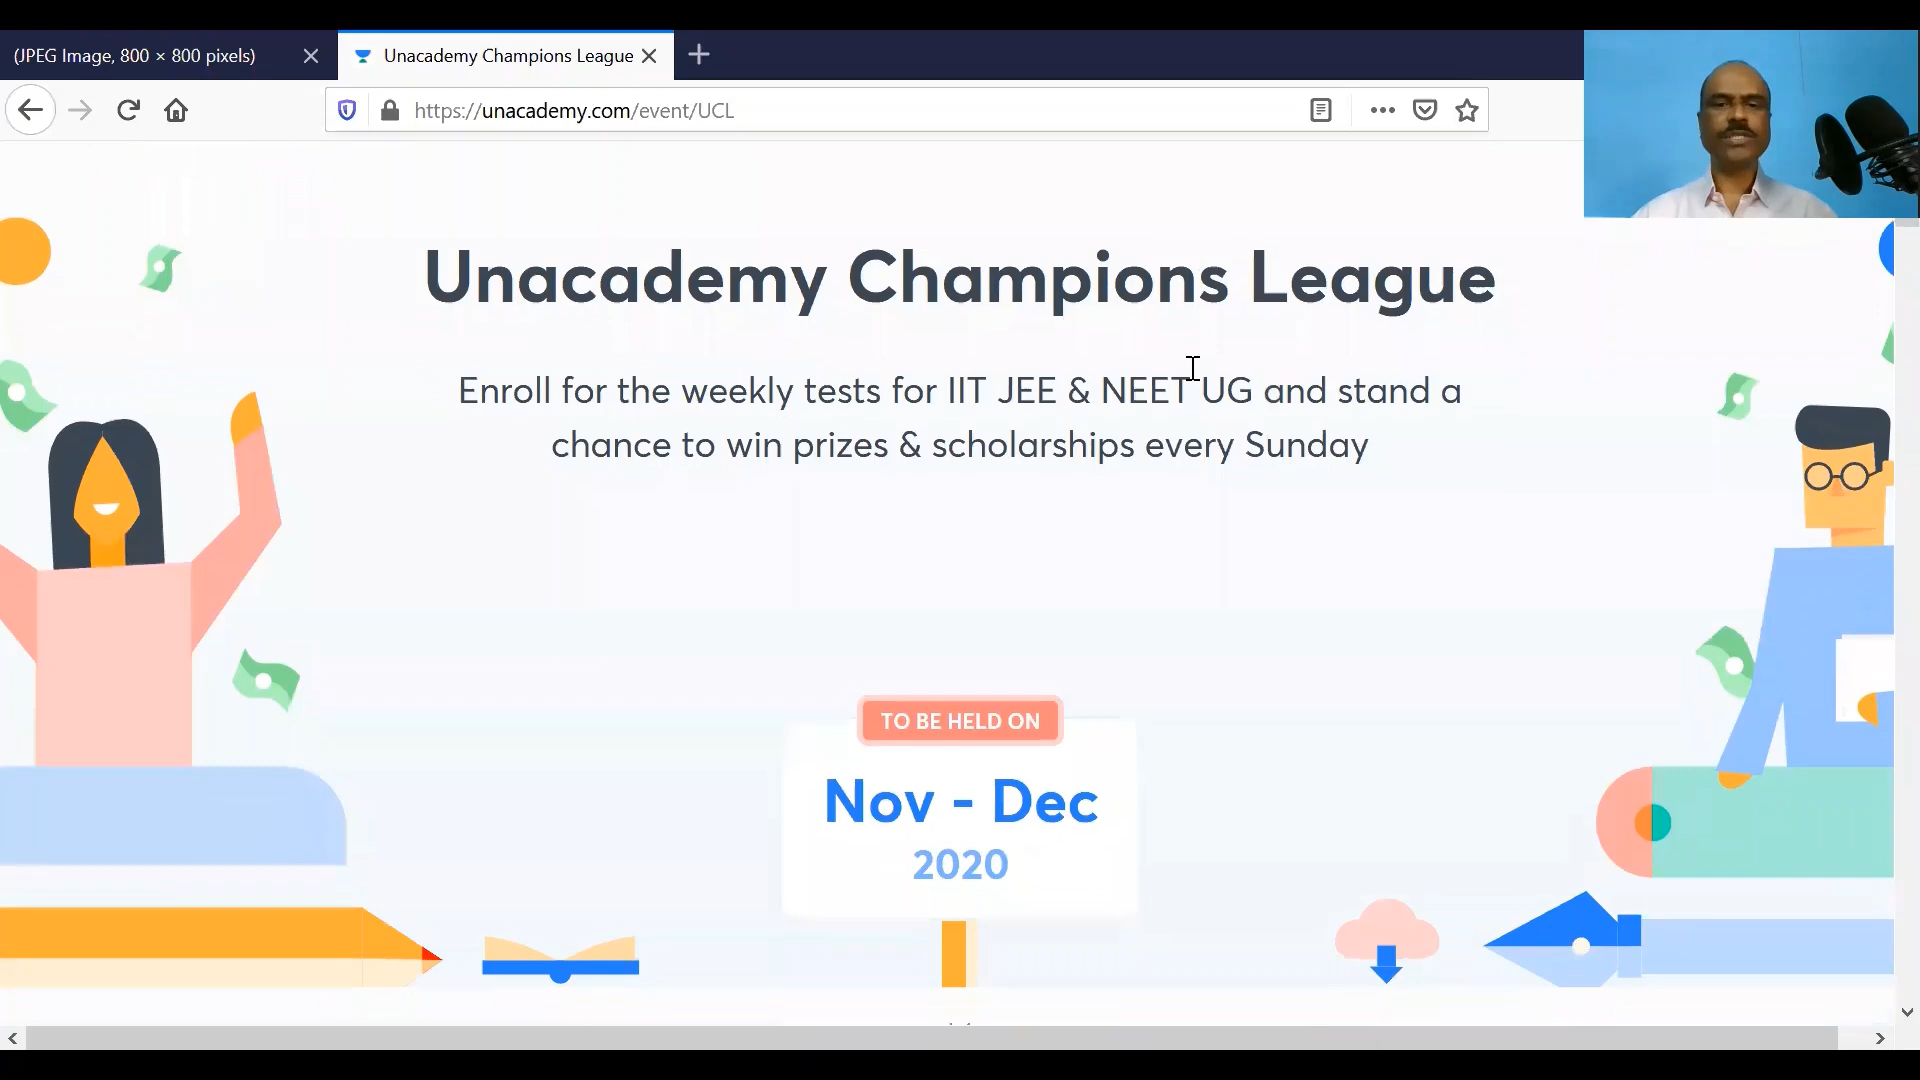 (JPEG Image, 800 × 800 pixels)
Unacademy Champions League
https://unacademy.com/event/UCL
Unacademy Champions League
Enroll for the weekly tests for IIT JEE & NEET UG and stand a
chance to win prizes & scholarships every Sunday
TO BE HELD ON
Nov - Dec
2020